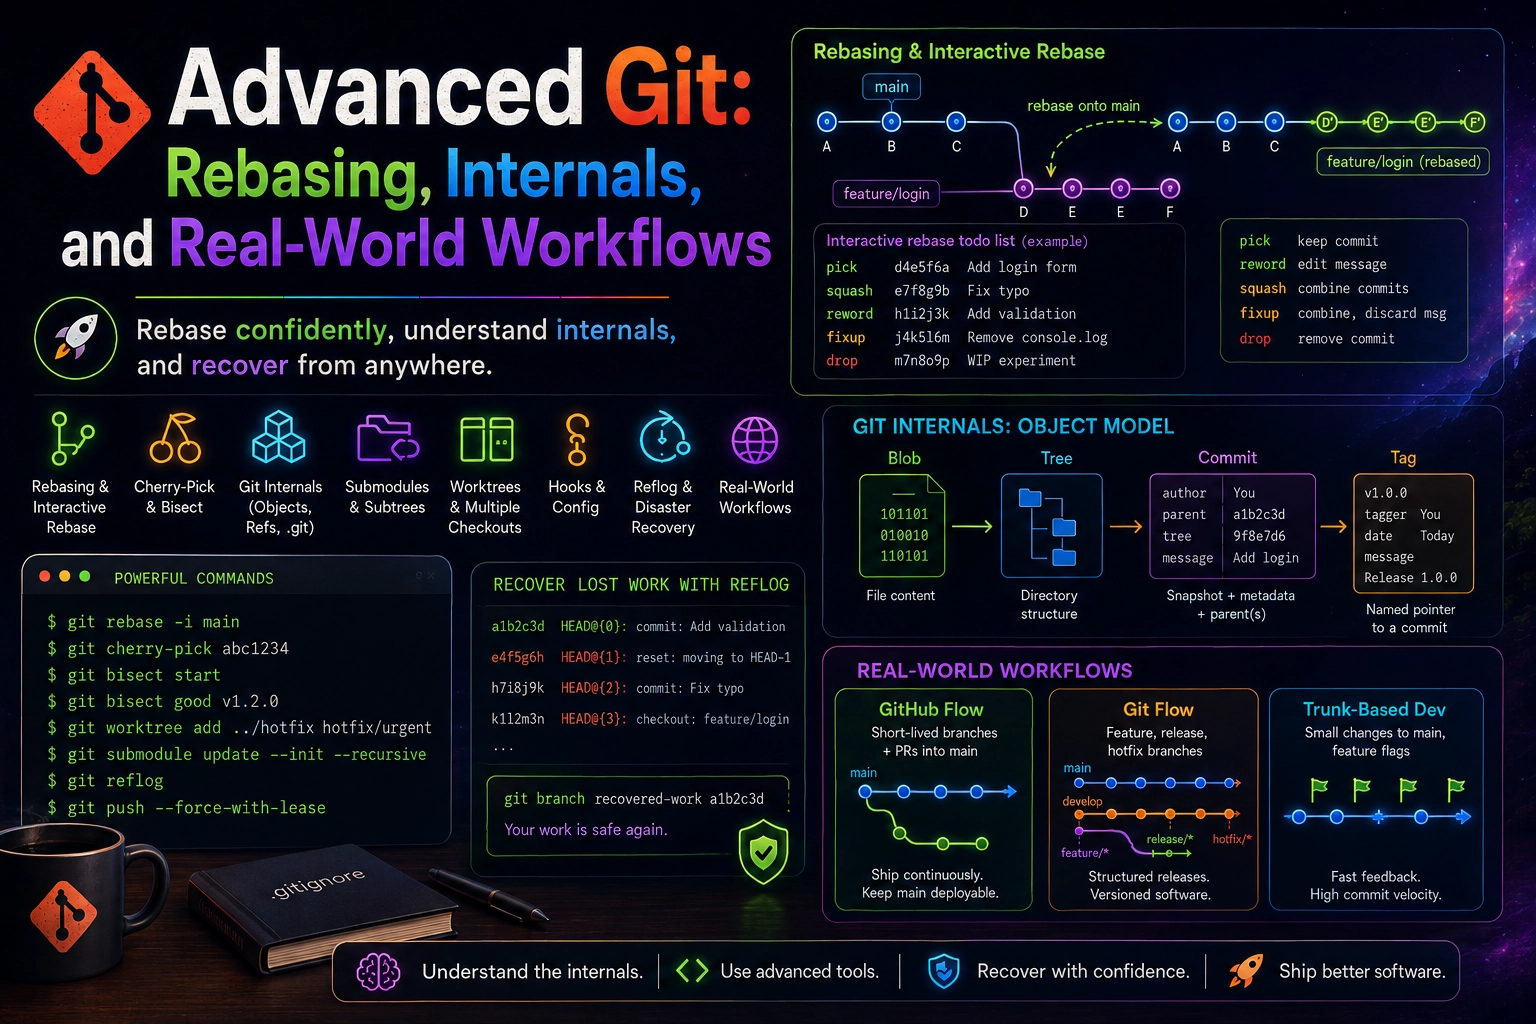 Advanced Git:
Rebasing, Internals,
and Real-World Workflows
Rebase confidently, understand internals,
and recover from anywhere.
Rebasing &
Interactive
Rebase
Cherry-Pick
& Bisect
Git Internals
(Objects,
Refs, .git)
Submodules
& Subtrees
Worktrees
& Multiple
Checkouts
Hooks &
Config
Reflog &
Disaster
Recovery
Real-World
Workflows
POWERFUL COMMANDS
$ git rebase -i main
$ git cherry-pick abc1234
$ git bisect start
$ git bisect good v1.2.0
$ git worktree add ../hotfix hotfix/urgent
$ git submodule update --init --recursive
$ git reflog
$ git push --force-with-lease
RECOVER LOST WORK WITH REFLOG
a1b2c3d HEAD@{0}: commit: Add validation
e4f5g6h HEAD@{1}: reset: moving to HEAD~1
h7i8j9k HEAD@{2}: commit: Fix typo
k1l2m3n HEAD@{3}: checkout: feature/login
...
git branch recovered-work a1b2c3d
Your work is safe again.
.gitignore
Rebasing & Interactive Rebase
main
A B C
feature/login
D E E F
rebase onto main
A B C
D' E' E' F'
feature/login (rebased)
Interactive rebase todo list (example)
pick d4e5f6a Add login form
squash e7f8g9b Fix typo
reword h1i2j3k Add validation
fixup j4k5l6m Remove console.log
drop m7n8o9p WIP experiment
pick keep commit
reword edit message
squash combine commits
fixup combine, discard msg
drop remove commit
GIT INTERNALS: OBJECT MODEL
Blob
101101
010010
110101
File content
Tree
Directory
structure
Commit
author You
parent a1b2c3d
tree 9f8e7d6
message Add login
Snapshot + metadata
+ parent(s)
Tag
v1.0.0
tagger You
date Today
message
Release 1.0.0
Named pointer
to a commit
REAL-WORLD WORKFLOWS
GitHub Flow
Short-lived branches
+ PRs into main
main
Ship continuously.
Keep main deployable.
Git Flow
Feature, release,
hotfix branches
main
develop
feature/*
release/*
hotfix/*
Structured releases.
Versioned software.
Trunk-Based Dev
Small changes to main,
feature flags
Fast feedback.
High commit velocity.
Understand the internals.
Use advanced tools.
Recover with confidence.
Ship better software.